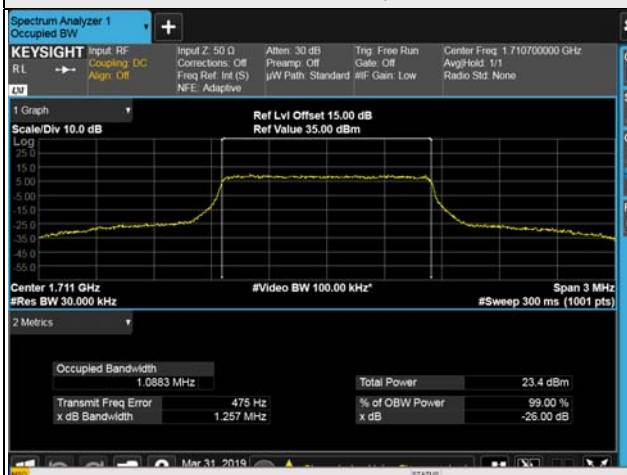 Spectrum Analyzer 1
Occupied BW
+
KEYSIGHT Input: RF Input Z: 50 Ω Atten: 30 dB Trig: Free Run Center Freq: 1.710700000 GHz
RL Coupling: DC Corrections: Off Preamp: Off Gate: Off Avg|Hold: 1/1
Align: Off Freq Ref: Int (S) µW Path: Standard #IF Gain: Low Radio Std: None
LXI NFE: Adaptive
1 Graph Ref Lvl Offset 15.00 dB
Scale/Div 10.0 dB Ref Value 35.00 dBm
Log
25.0
15.0
5.00
-5.00
-15.0
-25.0
-35.0
-45.0
-55.0
Center 1.711 GHz #Video BW 100.00 kHz* Span 3 MHz
#Res BW 30.000 kHz #Sweep 300 ms (1001 pts)
2 Metrics
Occupied Bandwidth
1.0883 MHz Total Power 23.4 dBm
Transmit Freq Error 475 Hz % of OBW Power 99.00 %
x dB Bandwidth 1.257 MHz x dB -26.00 dB
Mar 31, 2019
MSG STATUS